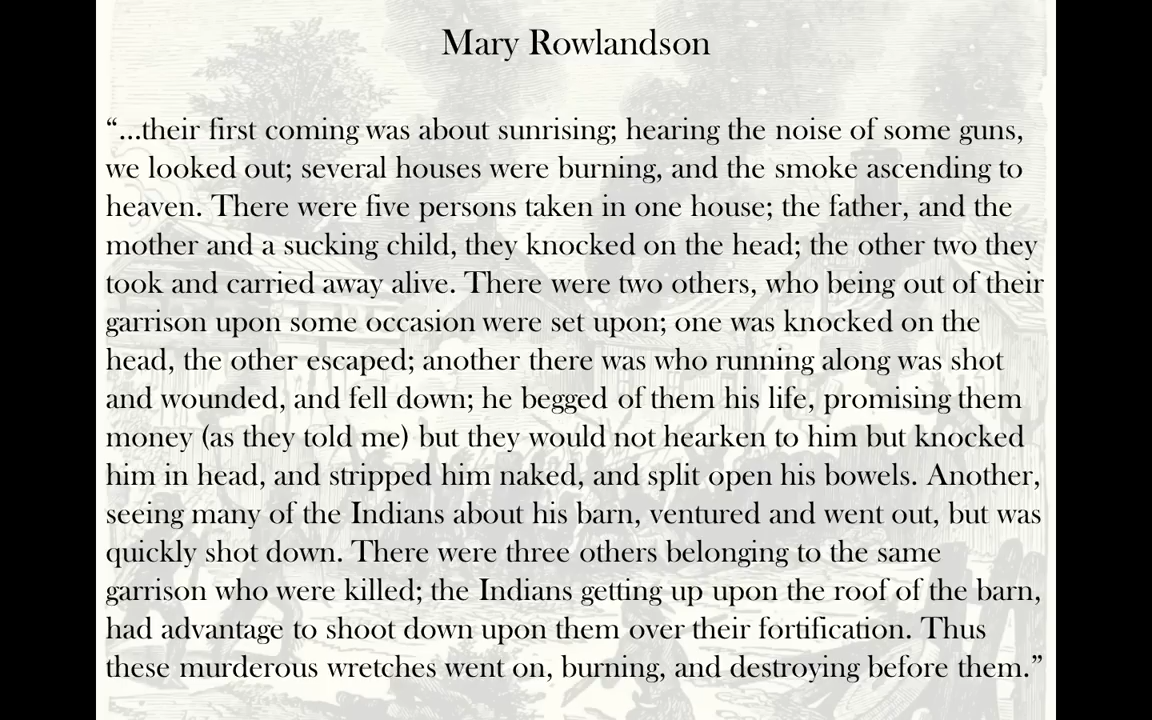 Mary Rowlandson
“...their first coming was about sunrising; hearing the noise of some guns,
we looked out; several houses were burning, and the smoke ascending to
heaven. There were five persons taken in one house; the father, and the
mother and a sucking child, they knocked on the head; the other two they
took and carried away alive. There were two others, who being out of their
garrison upon some occasion were set upon; one was knocked on the
head, the other escaped; another there was who running along was shot
and wounded, and fell down; he begged of them his life, promising them
money (as they told me) but they would not hearken to him but knocked
him in head, and stripped him naked, and split open his bowels. Another,
seeing many of the Indians about his barn, ventured and went out, but was
quickly shot down. There were three others belonging to the same
garrison who were killed; the Indians getting up upon the roof of the barn,
had advantage to shoot down upon them over their fortification. Thus
these murderous wretches went on, burning, and destroying before them.”